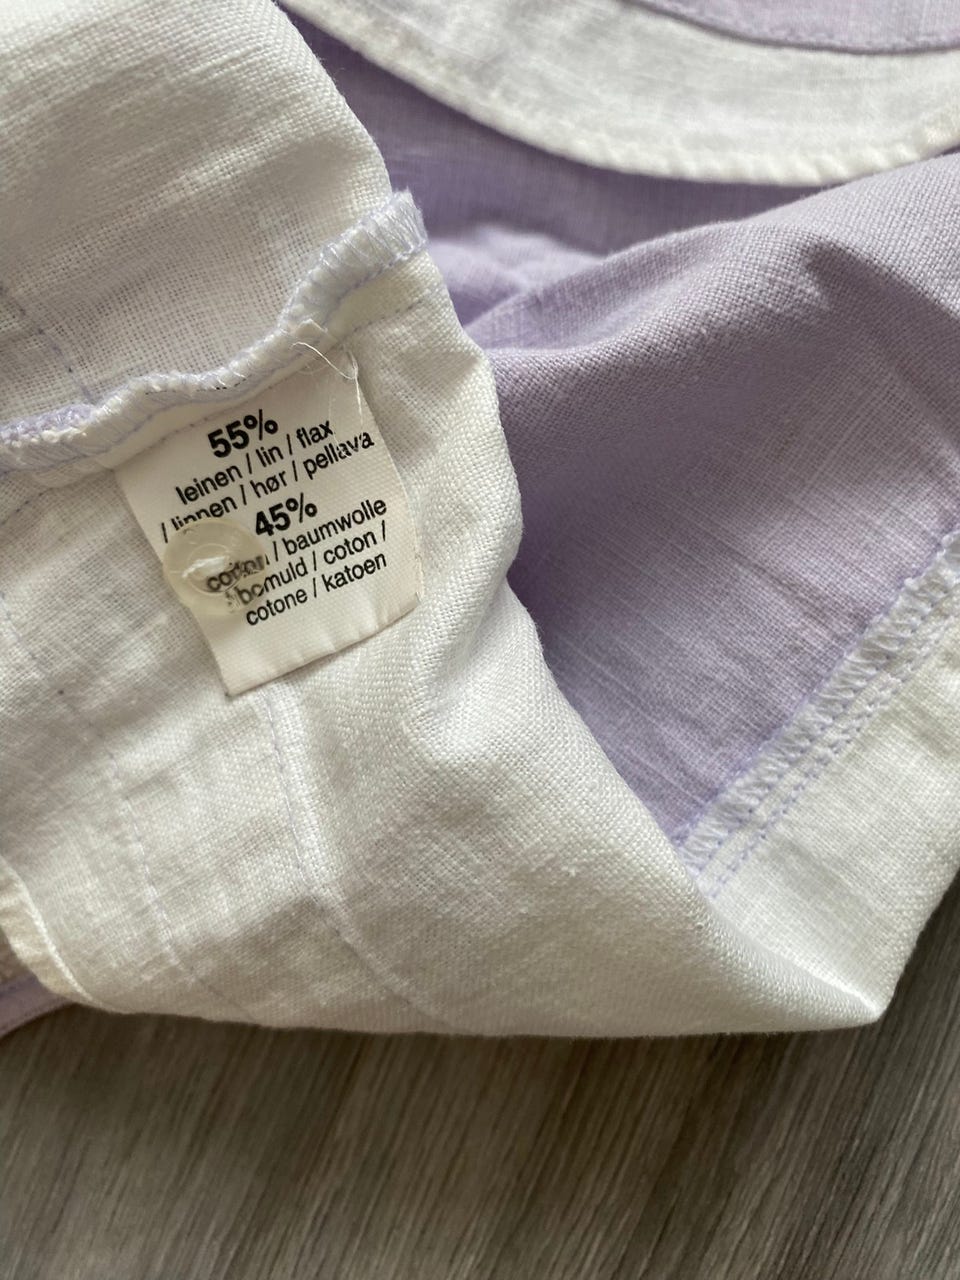 55%
leinen / lin / flax
/ linnen / hør / pellava
45%
cotton / baumwolle
/ bomuld / coton /
cotone / katoen